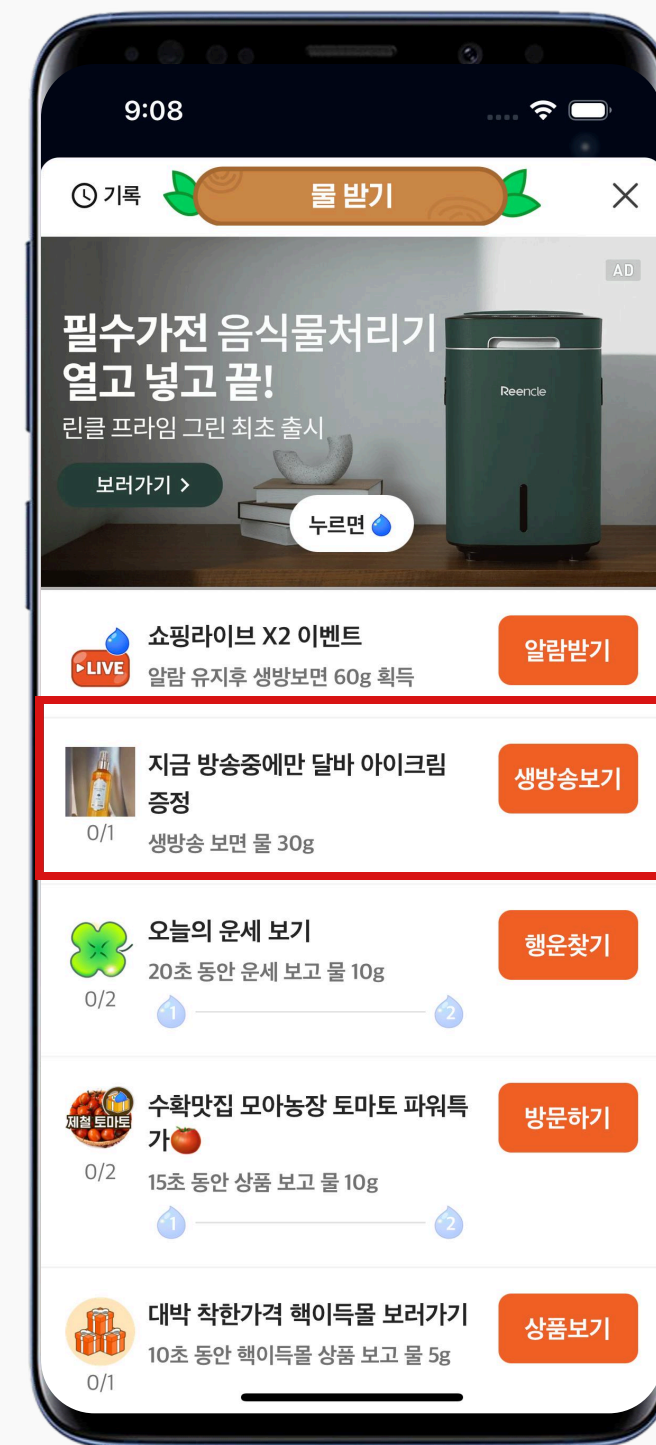 9:08
기록
물 받기
AD
필수가전 음식물처리기
열고 넣고 끝!
린클 프라임 그린 최초 출시
Reencle
보러가기 >
누르면
LIVE
쇼핑라이브 X2 이벤트
알람 유지후 생방보면 60g 획득
알람받기
지금 방송중에만 달바 아이크림
증정
생방송 보면 물 30g
0/1
생방송보기
오늘의 운세 보기
20초 동안 운세 보고 물 10g
0/2
1
2
행운찾기
제철 토마토
수확맛집 모아농장 토마토 파워특
가
15초 동안 상품 보고 물 10g
0/2
1
2
방문하기
대박 착한가격 핵이득몰 보러가기
10초 동안 핵이득몰 상품 보고 물 5g
0/1
상품보기